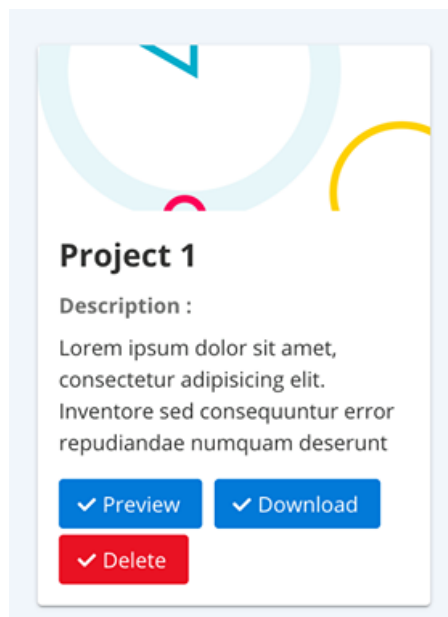 Project 1
Description :
Lorem ipsum dolor sit amet,
consectetur adipisicing elit.
Inventore sed consequuntur error
repudiandae numquam deserunt
Preview
Download
Delete